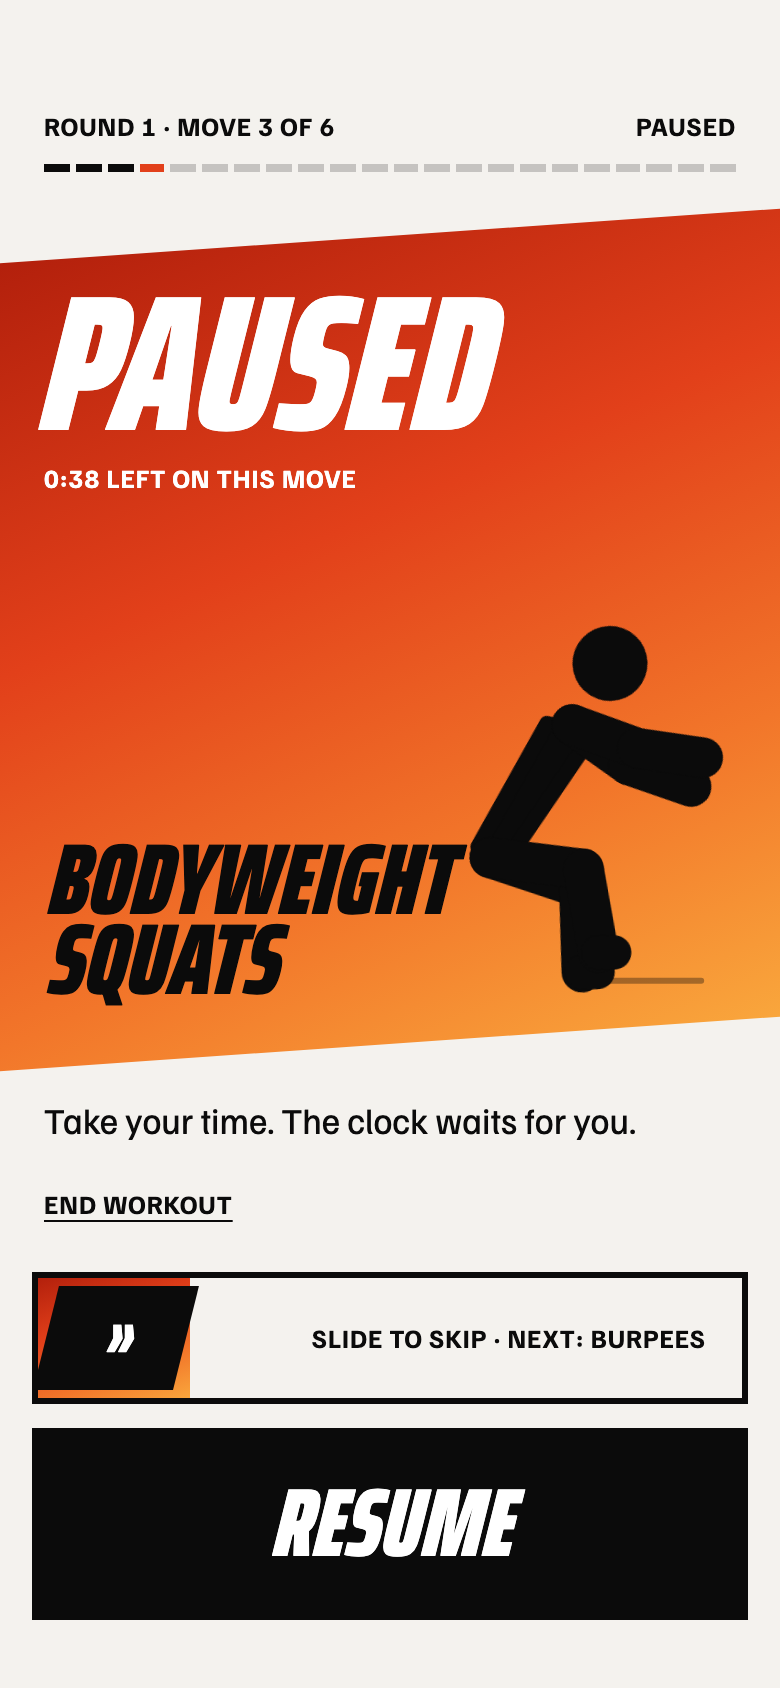 ROUND 1 · MOVE 3 OF 6
PAUSED
PAUSED
0:38 LEFT ON THIS MOVE
BODYWEIGHT
SQUATS
Take your time. The clock waits for you.
END WORKOUT
»
SLIDE TO SKIP · NEXT: BURPEES
RESUME